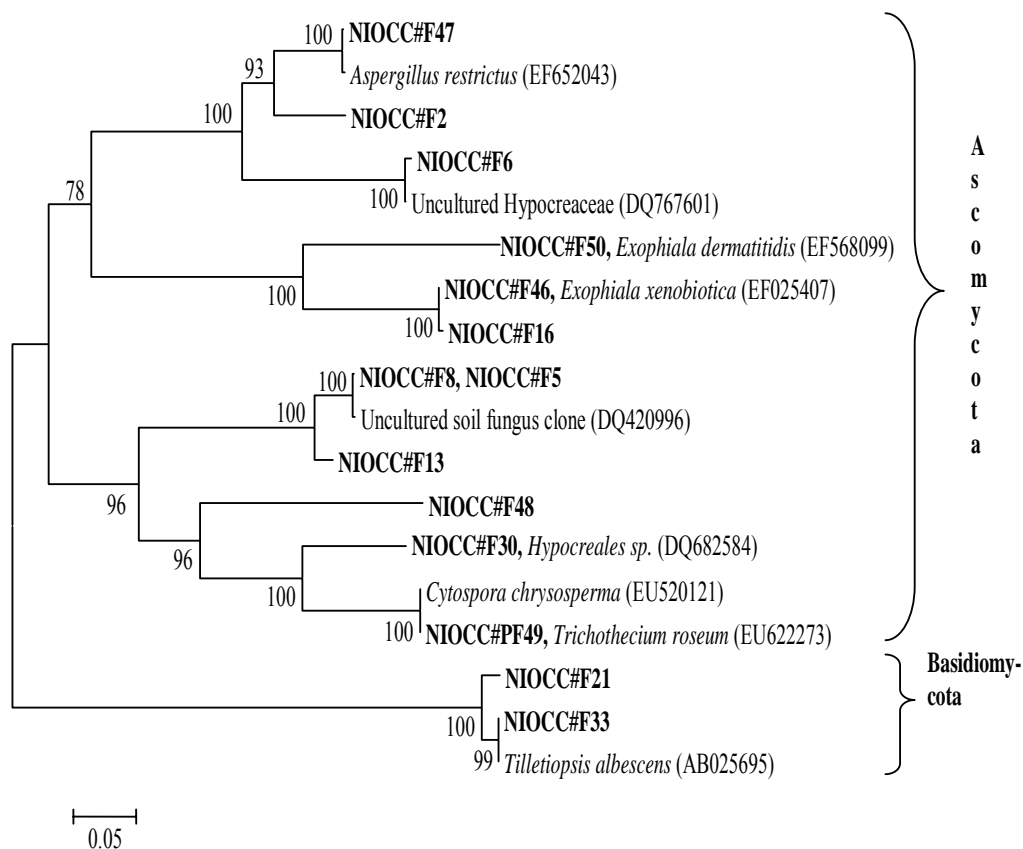 100 NIOCC#F47
Aspergillus restrictus (EF652043)
93
NIOCC#F2
100
NIOCC#F6
100 Uncultured Hypocreaceae (DQ767601)
78
NIOCC#F50, Exophiala dermatitidis (EF568099)
100
NIOCC#F46, Exophiala xenobiotica (EF025407)
100 NIOCC#F16
NIOCC#F8, NIOCC#F5
100
Uncultured soil fungus clone (DQ420996)
100
NIOCC#F13
96
NIOCC#F48
96
NIOCC#F30, Hypocreales sp. (DQ682584)
100
Cytospora chrysosperma (EU520121)
100 NIOCC#PF49, Trichothecium roseum (EU622273)
Ascomycota
NIOCC#F21
100
NIOCC#F33
99 Tilletiopsis albescens (AB025695)
Basidiomy-
cota
0.05